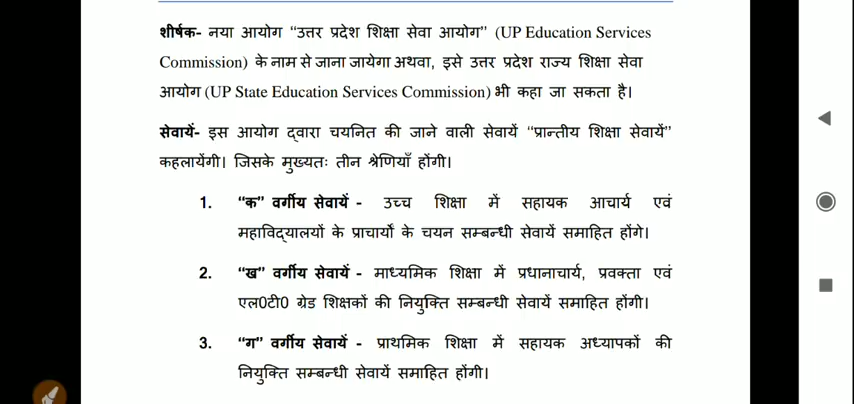 शीर्षक- नया आयोग “उत्तर प्रदेश शिक्षा सेवा आयोग” (UP Education Services
Commission) के नाम से जाना जायेगा अथवा, इसे उत्तर प्रदेश राज्य शिक्षा सेवा
आयोग (UP State Education Services Commission) भी कहा जा सकता है।
सेवायें- इस आयोग द्वारा चयनित की जाने वाली सेवायें “प्रान्तीय शिक्षा सेवायें”
कहलायेंगी। जिसके मुख्यतः तीन श्रेणियाँ होंगी।
1. “क” वर्गीय सेवायें - उच्च शिक्षा में सहायक आचार्य एवं
महाविद्यालयों के प्राचार्यों के चयन सम्बन्धी सेवायें समाहित होंगे।
2. “ख” वर्गीय सेवायें - माध्यमिक शिक्षा में प्रधानाचार्य, प्रवक्ता एवं
एल0टी0 ग्रेड शिक्षकों की नियुक्ति सम्बन्धी सेवायें समाहित होंगी।
3. “ग” वर्गीय सेवायें - प्राथमिक शिक्षा में सहायक अध्यापकों की
नियुक्ति सम्बन्धी सेवायें समाहित होंगी।